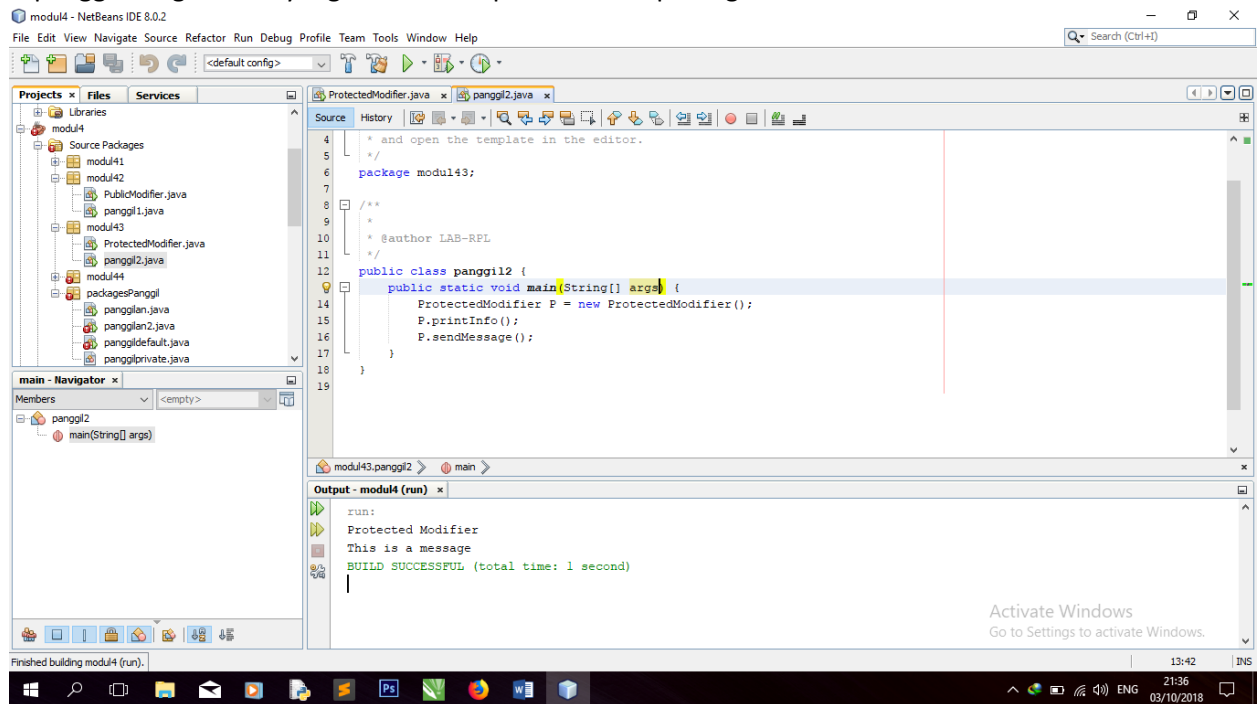 modul4 - NetBeans IDE 8.0.2
File Edit View Navigate Source Refactor Run Debug Profile Team Tools Window Help
Search (Ctrl+I)
<default config>
Projects Files Services
Libraries
modul4
Source Packages
modul41
modul42
PublicModifier.java
panggil1.java
modul43
ProtectedModifier.java
panggil2.java
modul44
packagesPanggil
panggilan.java
panggilan2.java
panggildefault.java
panggilprivate.java
main - Navigator
Members <empty>
panggil2
main(String[] args)
ProtectedModifier.java panggil2.java
Source History
4 * and open the template in the editor.
5 */
6 package modul43;
7
8 /**
9 *
10 * @author LAB-RPL
11 */
12 public class panggil2 {
public static void main(String[] args) {
14 ProtectedModifier P = new ProtectedModifier();
15 P.printInfo();
16 P.sendMessage();
17 }
18 }
19
modul43.panggil2 main
Output - modul4 (run)
run:
Protected Modifier
This is a message
BUILD SUCCESSFUL (total time: 1 second)
Activate Windows
Go to Settings to activate Windows.
Finished building modul4 (run).
13:42 INS
Ps
ENG
21:36
03/10/2018